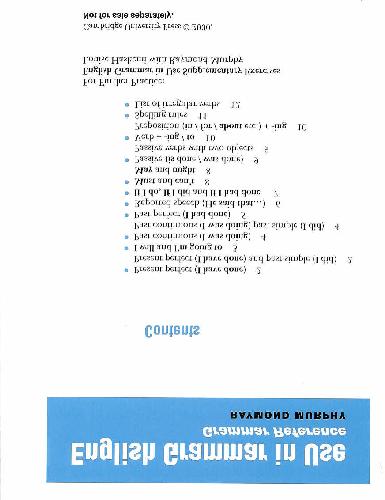 English Grammar in Use
Grammar Reference
RAYMOND MURPHY
Contents
• Present perfect (I have done) 2
Present perfect (I have done) and past simple (I did) 2
• I will and I'm going to 3
• Past continuous (I was doing) 4
Past continuous (I was doing) past simple (I did) 4
• Past perfect (I had done) 5
• Reported speech (He said that...) 6
• If I do, If I did and If I had done 7
• Must and can't 8
May and might 8
• Passive (is done / was done) 9
Passive verbs with two objects 9
• Verb + -ing / to 10
Preposition (in / for / about etc.) + -ing 10
• Spelling rules 11
• List of irregular verbs 12
For Further Practice:
English Grammar in Use Supplementary Exercises
Louise Hashemi with Raymond Murphy
Cambridge University Press © 2000.
Not for sale separately.